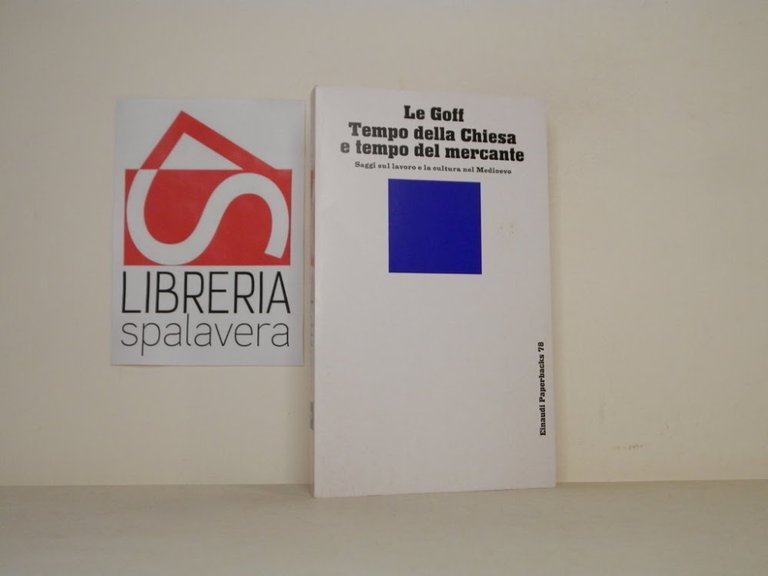 LIBRERIA
spalavera
Le Goff
Tempo della Chiesa
e tempo del mercante
Saggi sul lavoro e la cultura nel Medioevo
Einaudi Paperbacks 78